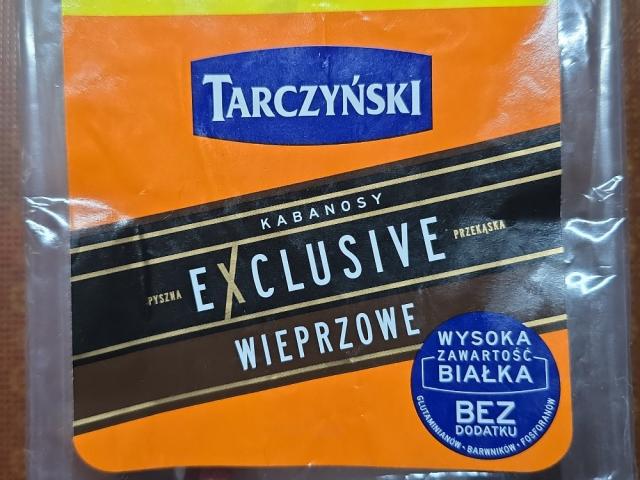 TARCZYŃSKI
KABANOSY
PYSZNA EXCLUSIVE PRZEKĄSKA
WIEPRZOWE
WYSOKA
ZAWARTOŚĆ
BIAŁKA
BEZ
DODATKU
GLUTAMINIANÓW • BARWNIKÓW • FOSFORANÓW